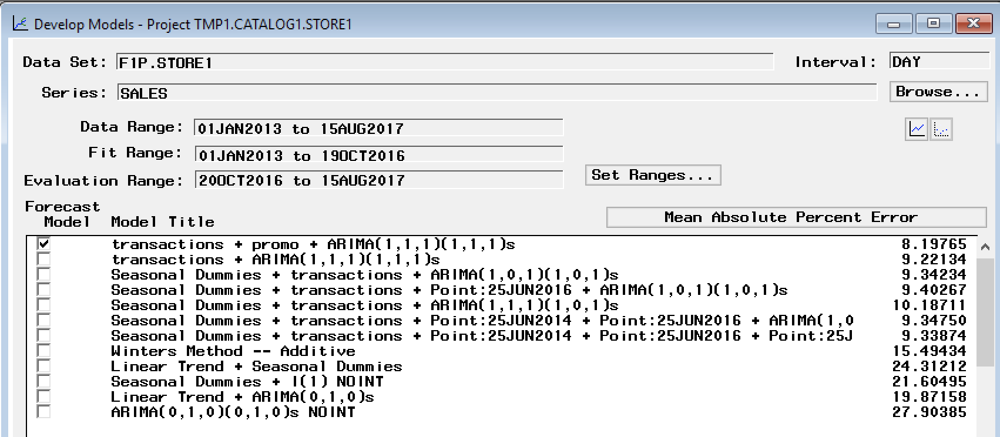 Develop Models - Project TMP1.CATALOG1.STORE1
Data Set: F1P.STORE1 Interval: DAY
Series: SALES Browse...
Data Range: 01JAN2013 to 15AUG2017
Fit Range: 01JAN2013 to 19OCT2016
Evaluation Range: 20OCT2016 to 15AUG2017 Set Ranges...
Forecast
Model Model Title Mean Absolute Percent Error
transactions + promo + ARIMA(1,1,1)(1,1,1)s 8.19765
transactions + ARIMA(1,1,1)(1,1,1)s 9.22134
Seasonal Dummies + transactions + ARIMA(1,0,1)(1,0,1)s 9.34234
Seasonal Dummies + transactions + Point:25JUN2016 + ARIMA(1,0,1)(1,0,1)s 9.40267
Seasonal Dummies + transactions + ARIMA(1,1,1)(1,0,1)s 10.18711
Seasonal Dummies + transactions + Point:25JUN2014 + Point:25JUN2016 + ARIMA(1,0 9.34750
Seasonal Dummies + transactions + Point:25JUN2014 + Point:25JUN2016 + Point:25J 9.33874
Winters Method -- Additive 15.49434
Linear Trend + Seasonal Dummies 24.31212
Seasonal Dummies + I(1) NOINT 21.60495
Linear Trend + ARIMA(0,1,0)s 19.87158
ARIMA(0,1,0)(0,1,0)s NOINT 27.90385